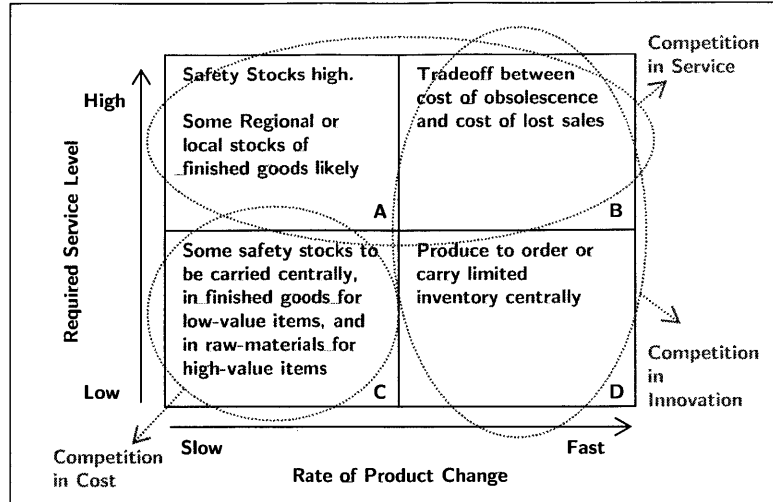 Competition
in Service
High
Safety Stocks high.
Some Regional or
local stocks of
finished goods likely
A
Tradeoff between
cost of obsolescence
and cost of lost sales
B
Required Service Level
Some safety stocks to
be carried centrally,
in finished goods for
low-value items, and
in raw-materials for
high-value items
C
Produce to order or
carry limited
inventory centrally
D
Competition
in
Innovation
Low
Competition
in Cost
Slow
Fast
Rate of Product Change